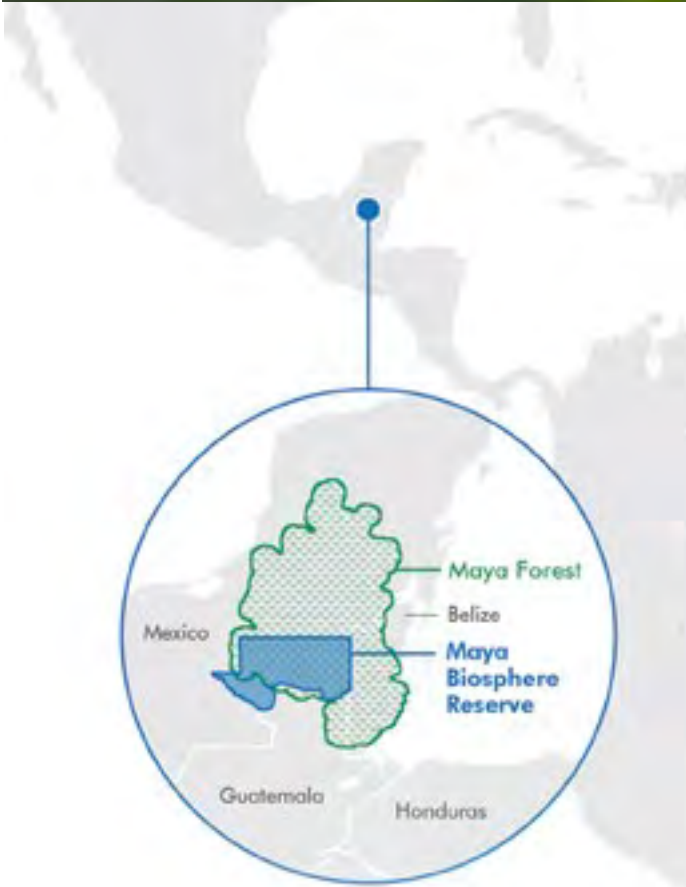 Maya Forest
Belize
Mexico
Maya
Biosphere
Reserve
Guatemala
Honduras